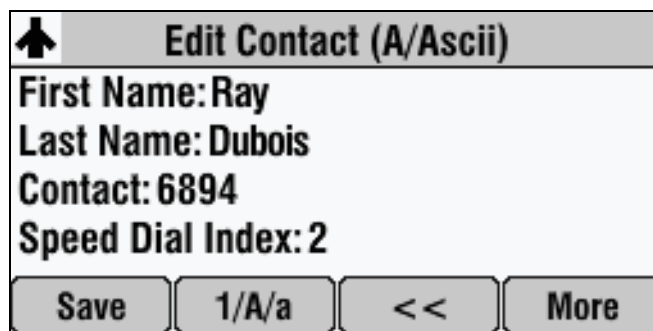 Edit Contact (A/Ascii)
First Name: Ray
Last Name: Dubois
Contact: 6894
Speed Dial Index: 2
Save 1/A/a << More